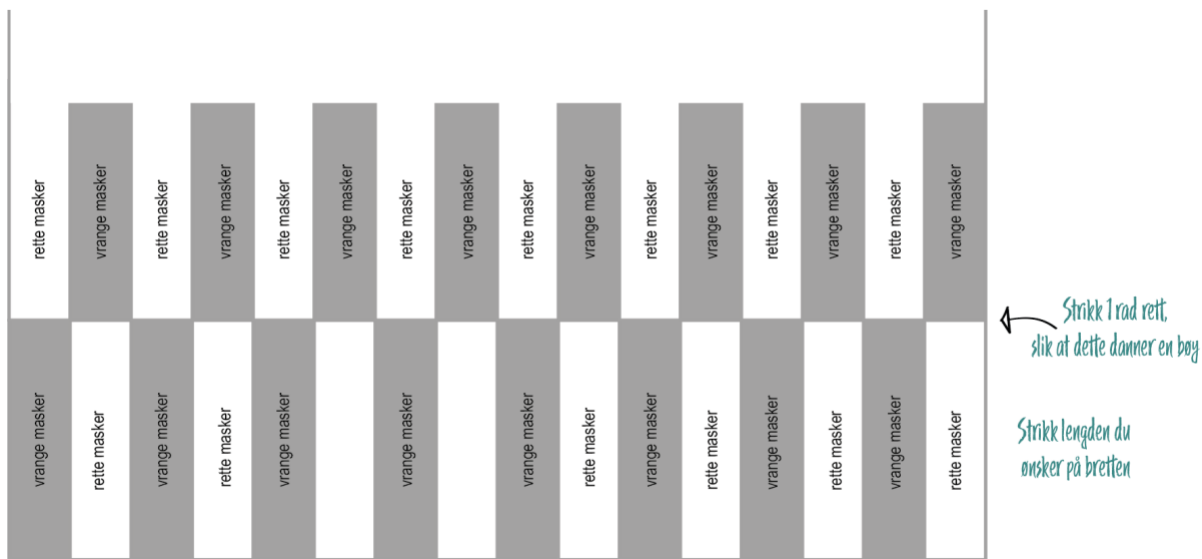 rette masker
vrange masker
rette masker
vrange masker
rette masker
vrange masker
rette masker
vrange masker
rette masker
vrange masker
rette masker
vrange masker
rette masker
vrange masker
rette masker
vrange masker
Strikk 1 rad rett,
slik at dette danner en bøy
vrange masker
rette masker
vrange masker
rette masker
vrange masker
vrange masker
vrange masker
rette masker
vrange masker
rette masker
vrange masker
rette masker
vrange masker
rette masker
Strikk lengden du
ønsker på bretten